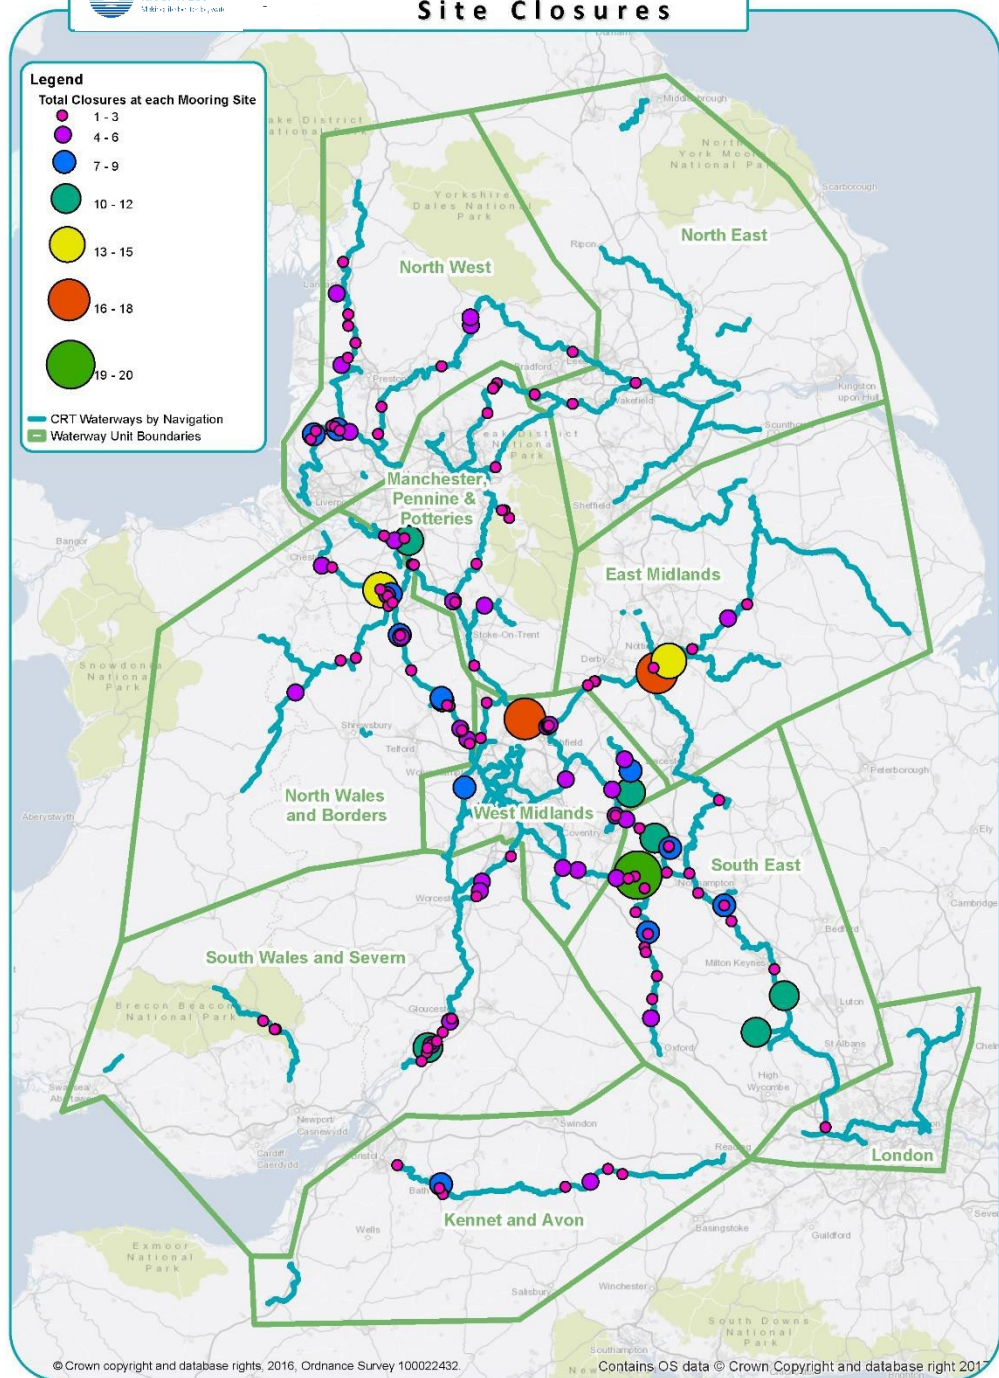 Site Closures
Legend
Total Closures at each Mooring Site
1 - 3
4 - 6
7 - 9
10 - 12
13 - 15
16 - 18
19 - 20
CRT Waterways by Navigation
Waterway Unit Boundaries
Middlesbrough
North
York Moors
National
Park
Scarborough
Yorkshire
Dales National
Park
Ripon
North East
North West
Preston
Bradford
Leeds
Wakefield
Kingston
upon Hull
Scunthorpe
Peak District
National
Park
Manchester,
Pennine &
Potteries
Liverpool
Sheffield
Bangor
East Midlands
Stoke-On-Trent
Derby
Snowdonia
National
Park
Shrewsbury
Telford
Lichfield
Peterborough
North Wales
and Borders
West Midlands
Aberystwyth
Coventry
Ely
South East
Northampton
Cambridge
Worcester
Bedford
South Wales and Severn
Milton Keynes
Brecon Beacons
National Park
Gloucester
Luton
Oxford
St Albans
High
Wycombe
Swindon
Newport/
Casnewydd
Cardiff
Caerdydd
Bristol
Reading
London
Bath
Kennet and Avon
Wells
Basingstoke
Guildford
Exmoor
National
Park
Salisbury
Winchester
South Downs
National
Park
Southampton
© Crown copyright and database rights, 2016, Ordnance Survey 100022432.
Contains OS data © Crown Copyright and database right 2017